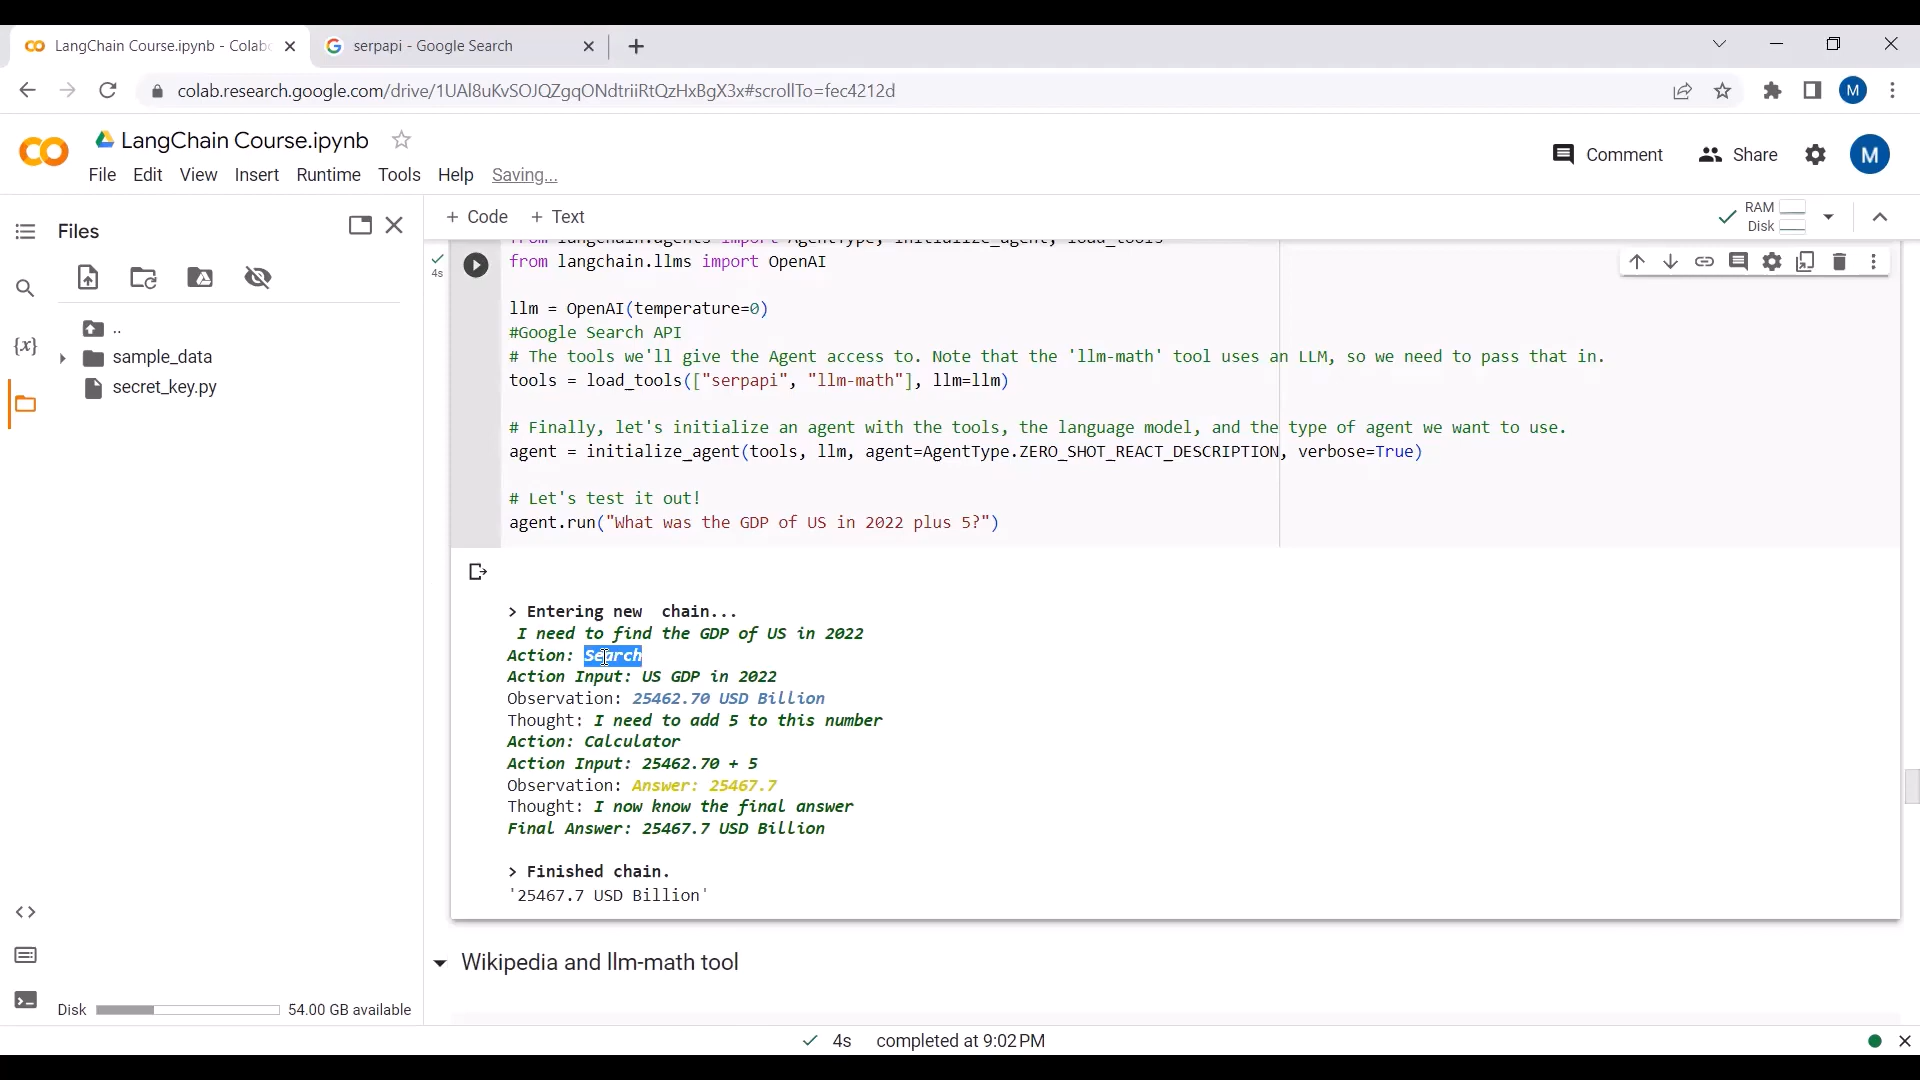 LangChain Course.ipynb - Colabo
serpapi - Google Search
colab.research.google.com/drive/1UAl8uKvSOJQZgqONdtriiRtQzHxBgX3x#scrollTo=fec4212d
M
LangChain Course.ipynb
Comment
Share
M
File Edit View Insert Runtime Tools Help Saving...
Files
+ Code + Text
RAM
Disk
from langchain.agents import AgentType, initialize_agent, load_tools
4s
from langchain.llms import OpenAI
..
llm = OpenAI(temperature=0)
#Google Search API
{x}
sample_data
# The tools we'll give the Agent access to. Note that the 'llm-math' tool uses an LLM, so we need to pass that in.
secret_key.py
tools = load_tools(["serpapi", "llm-math"], llm=llm)
# Finally, let's initialize an agent with the tools, the language model, and the type of agent we want to use.
agent = initialize_agent(tools, llm, agent=AgentType.ZERO_SHOT_REACT_DESCRIPTION, verbose=True)
# Let's test it out!
agent.run("What was the GDP of US in 2022 plus 5?")
> Entering new  chain...
I need to find the GDP of US in 2022
Action: Search
Action Input: US GDP in 2022
Observation: 25462.70 USD Billion
Thought: I need to add 5 to this number
Action: Calculator
Action Input: 25462.70 + 5
Observation: Answer: 25467.7
Thought: I now know the final answer
Final Answer: 25467.7 USD Billion
> Finished chain.
'25467.7 USD Billion'
Wikipedia and llm-math tool
Disk 54.00 GB available
4s completed at 9:02 PM